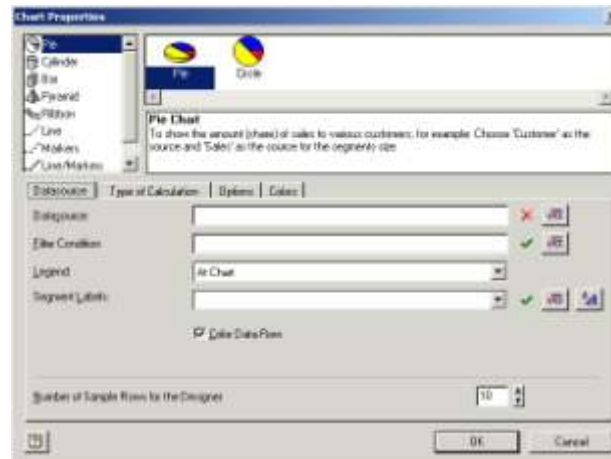 Chart Properties
Pie
Cylinder
Bar
Pyramid
Ribbon
Line
Markers
Line/Markers
Pie
Circle
Pie Chart
To show the amount (share) of sales to various customers, for example. Choose 'Customer' as the
source and 'Sales' as the source for the segments size
Datasource
Type of Calculation
Options
Colors
Datasource
Filter Condition
Legend
At Chart
Segment Labels
Color Data Rows
Number of Sample Rows for the Designer
10
OK
Cancel